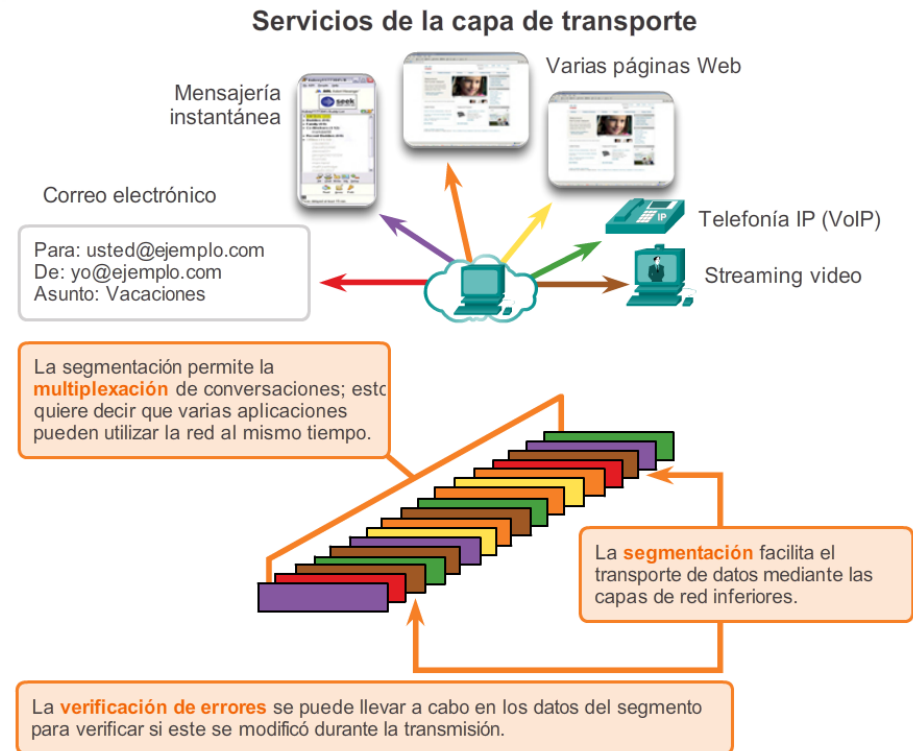 Servicios de la capa de transporte
Mensajería
instantánea
seek
Varias páginas Web
Correo electrónico
Para: usted@ejemplo.com
De: yo@ejemplo.com
Asunto: Vacaciones
IP
Telefonía IP (VoIP)
Streaming video
La segmentación permite la
multiplexación de conversaciones; esto
quiere decir que varias aplicaciones
pueden utilizar la red al mismo tiempo.
La segmentación facilita el
transporte de datos mediante las
capas de red inferiores.
La verificación de errores se puede llevar a cabo en los datos del segmento
para verificar si este se modificó durante la transmisión.